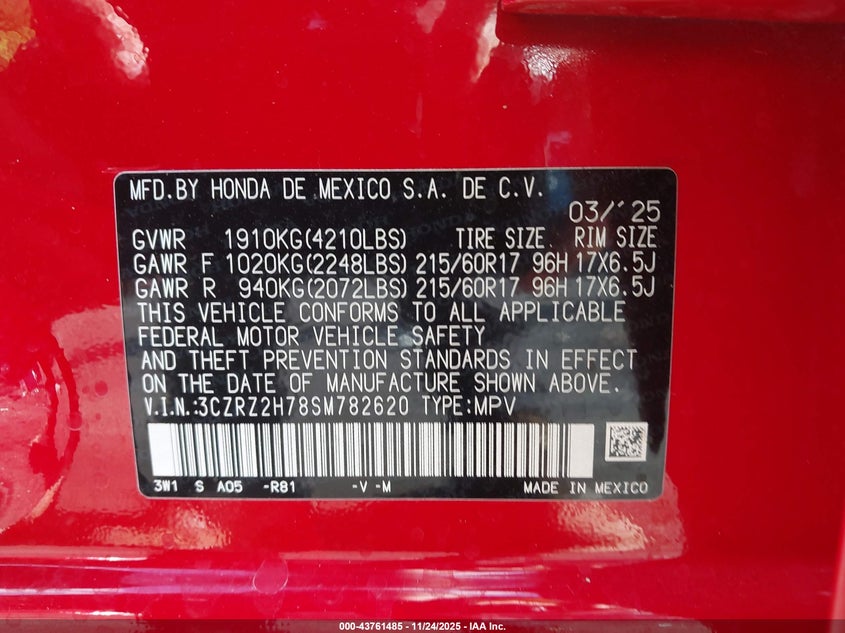 MFD.BY HONDA DE MEXICO S.A. DE C.V.
03/'25
GVWR 1910KG(4210LBS) TIRE SIZE RIM SIZE
GAWR F 1020KG(2248LBS) 215/60R17 96H 17X6.5J
GAWR R 940KG(2072LBS) 215/60R17 96H 17X6.5J
THIS VEHICLE CONFORMS TO ALL APPLICABLE
FEDERAL MOTOR VEHICLE SAFETY
AND THEFT PREVENTION STANDARDS IN EFFECT
ON THE DATE OF MANUFACTURE SHOWN ABOVE.
V.I.N.:3CZRZ2H78SM782620 TYPE:MPV
3W1 S A05 -R81 -V -M MADE IN MEXICO
000-43761485 - 11/24/2025 - IAA Inc.